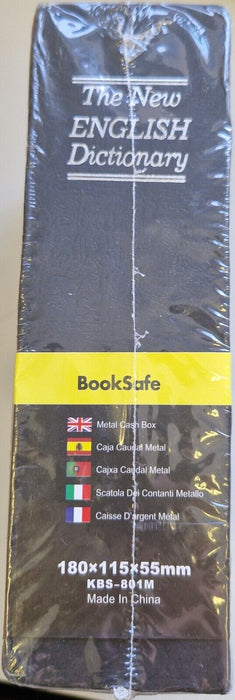 The New
ENGLISH
Dictionary
BookSafe
Metal Cash Box
Caja Caudal Metal
Cajxa Caudal Metal
Scatola Dei Contanti Metallo
Caisse D'argent Metal
180×115×55mm
KBS-801M
Made In China